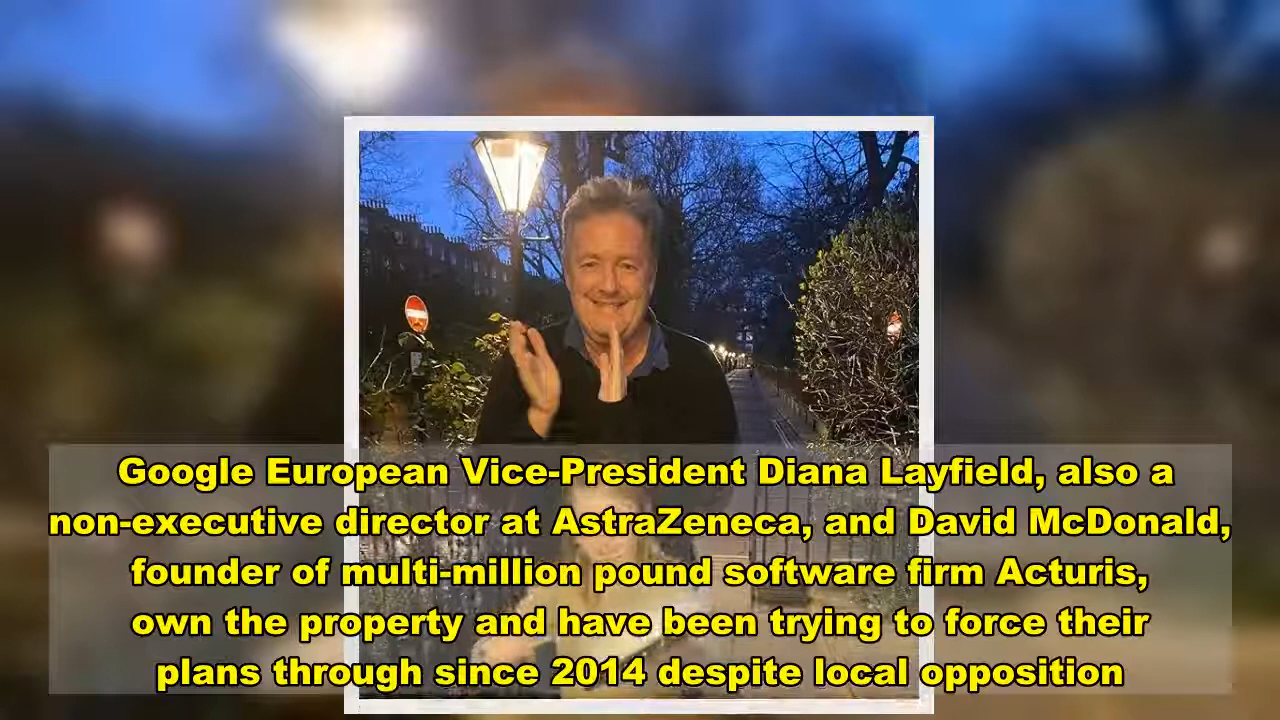 Google European Vice-President Diana Layfield, also a
non-executive director at AstraZeneca, and David McDonald,
founder of multi-million pound software firm Acturis,
own the property and have been trying to force their
plans through since 2014 despite local opposition